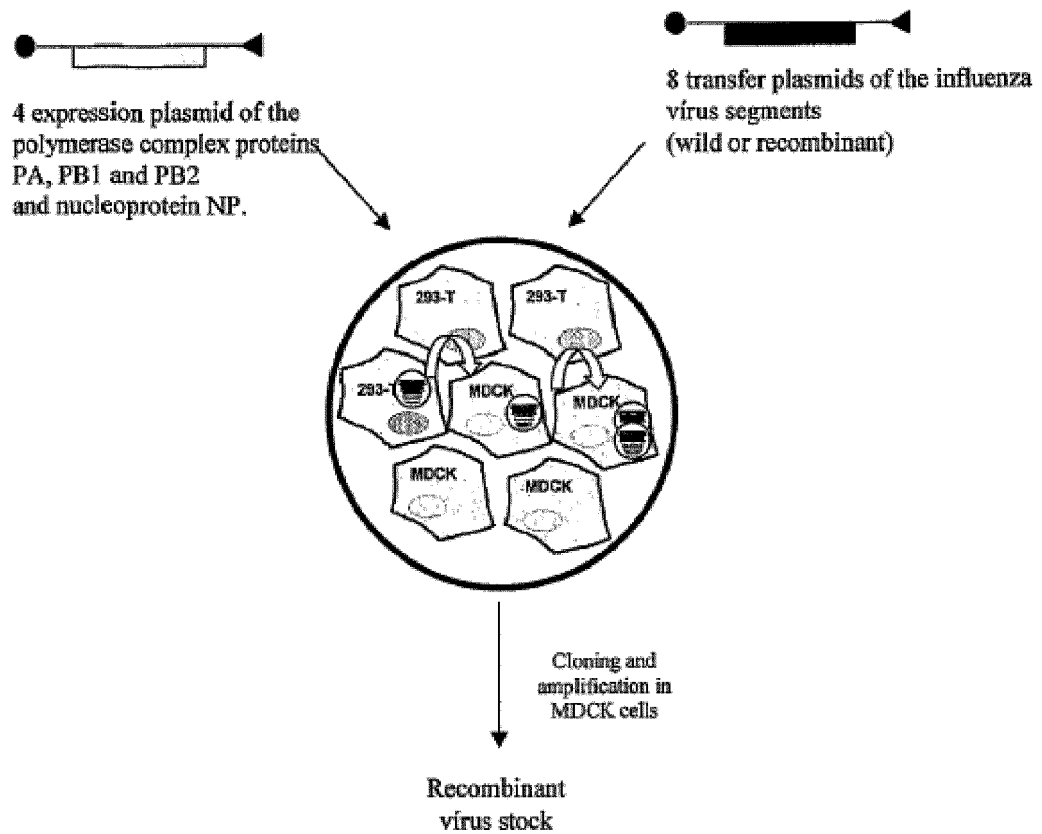 4 expression plasmid of the
polymerase complex proteins
PA, PB1 and PB2
and nucleoprotein NP.
8 transfer plasmids of the influenza
vírus segments
(wild or recombinant)
293-T
293-T
293-T
MDCK
MDCK
MDCK
MDCK
Cloning and
amplification in
MDCK cells
Recombinant
vírus stock